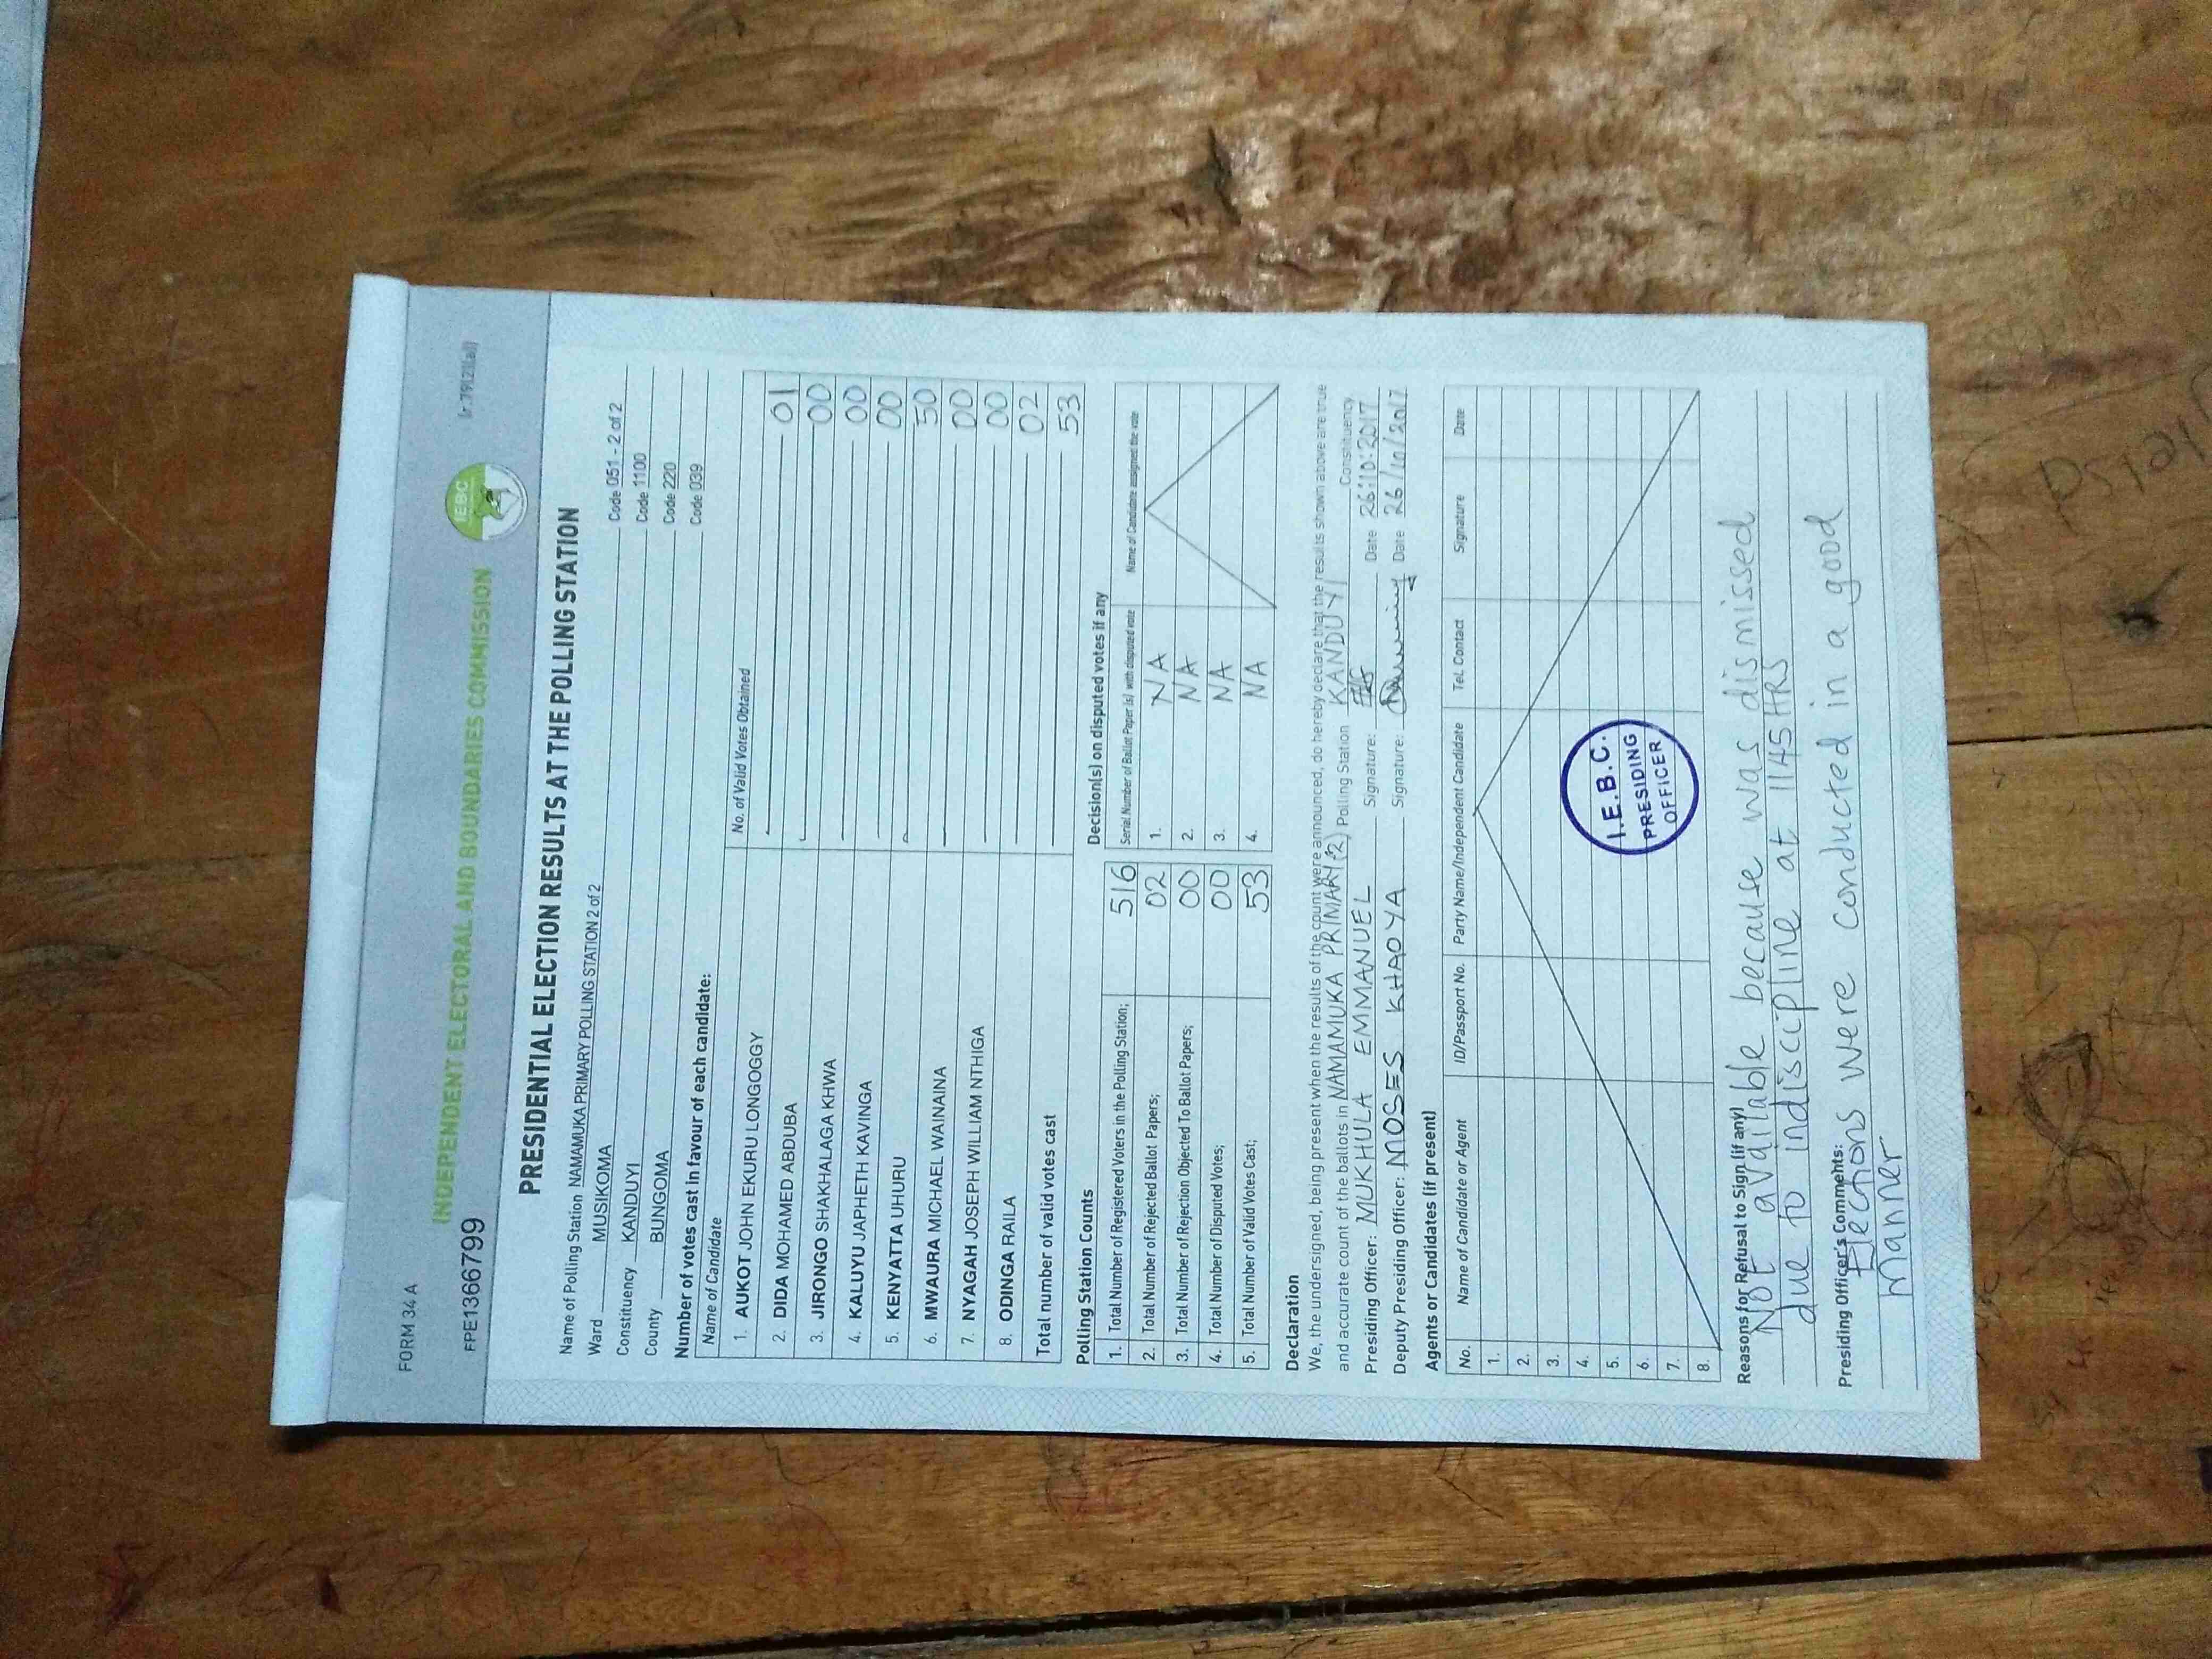 FORM 34 A
INDEPENDENT ELECTORAL AND BOUNDARIES COMMISSION
IEBC
FPE1366799
PRESIDENTIAL ELECTION RESULTS AT THE POLLING STATION
Name of Polling Station NAMAMUKA PRIMARY POLLING STATION 2 of 2 Code 051 - 2 of 2
Ward MUSIKOMA Code 1100
Constituency KANDUYI Code 220
County BUNGOMA Code 039
Number of votes cast in favour of each candidate:
Name of Candidate No. of Valid Votes Obtained
1. AUKOT JOHN EKURU LONGOGGY 01
2. DIDA MOHAMED ABDUBA 00
3. JIRONGO SHAKHALAGA KHWA 00
4. KALUYU JAPHETH KAVINGA 00
5. KENYATTA UHURU 50
6. MWAURA MICHAEL WAINAINA 00
7. NYAGAH JOSEPH WILLIAM NTHIGA 00
8. ODINGA RAILA 02
Total number of valid votes cast 53
Polling Station Counts
1. Total Number of Registered Voters in the Polling Station; 516
2. Total Number of Rejected Ballot Papers; 02
3. Total Number of Rejection Objected To Ballot Papers; 00
4. Total Number of Disputed Votes; 00
5. Total Number of Valid Votes Cast; 53
Decision(s) on disputed votes if any
Serial Number of Ballot Paper (s) with disputed vote Name of Candidate assigned the vote
1. NA
2. NA
3. NA
4. NA
Declaration
We, the undersigned, being present when the results of the count were announced, do hereby declare that the results shown above are true
and accurate count of the ballots in NAMAMUKA PRIMARY (2) Polling Station KANDUYI Constituency
Presiding Officer: MUKHULA EMMANUEL Signature: Date 26:10:2017
Deputy Presiding Officer: MOSES KHAOYA Signature: Date 26/10/2017
Agents or Candidates (if present)
No. Name of Candidate or Agent ID/Passport No. Party Name/Independent Candidate Tel. Contact Signature Date
1.
2.
3.
4.
5.
6.
7.
8.
I.E.B.C.
PRESIDING
OFFICER
Reasons for Refusal to Sign (if any)
Not available because was dismissed
due to indiscipline at 1145 HRS
Presiding Officer's Comments:
Elections were conducted in a good
manner